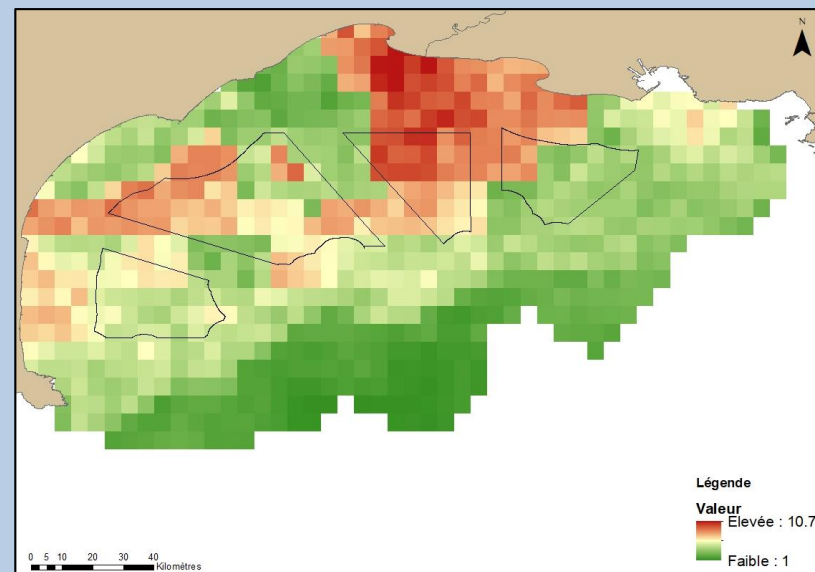 N
Légende
Valeur
Elevée : 10.7
Faible : 1
0 5 10 20 30 40
Kilomètres